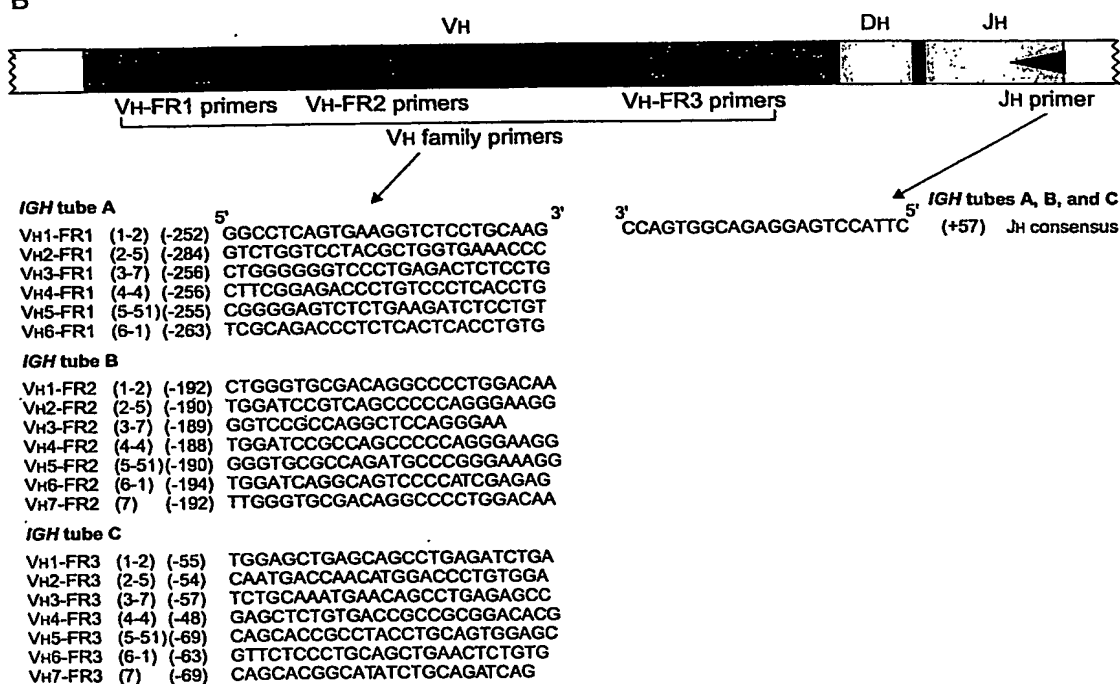 B
VH DH JH
VH-FR1 primers VH-FR2 primers VH-FR3 primers JH primer
VH family primers
IGH tube A
5' 3'
VH1-FR1 (1-2) (-252) GGCCTCAGTGAAGGTCTCCTGCAAG
VH2-FR1 (2-5) (-284) GTCTGGTCCTACGCTGGTGAAACCC
VH3-FR1 (3-7) (-256) CTGGGGGGTCCCTGAGACTCTCCTG
VH4-FR1 (4-4) (-256) CTTCGGAGACCCTGTCCCTCACCTG
VH5-FR1 (5-51)(-255) CGGGGAGTCTCTGAAGATCTCCTGT
VH6-FR1 (6-1) (-263) TCGCAGACCCTCTCACTCACCTGTG
3' 5' IGH tubes A, B, and C
CCAGTGGCAGAGGAGTCCATTC (+57) JH consensus
IGH tube B
VH1-FR2 (1-2) (-192) CTGGGTGCGACAGGCCCCTGGACAA
VH2-FR2 (2-5) (-190) TGGATCCGTCAGCCCCCAGGGAAGG
VH3-FR2 (3-7) (-189) GGTCCGCCAGGCTCCAGGGAA
VH4-FR2 (4-4) (-188) TGGATCCGCCAGCCCCCAGGGAAGG
VH5-FR2 (5-51)(-190) GGGTGCGCCAGATGCCCGGGAAAGG
VH6-FR2 (6-1) (-194) TGGATCAGGCAGTCCCCATCGAGAG
VH7-FR2 (7) (-192) TTGGGTGCGACAGGCCCCTGGACAA
IGH tube C
VH1-FR3 (1-2) (-55) TGGAGCTGAGCAGCCTGAGATCTGA
VH2-FR3 (2-5) (-54) CAATGACCAACATGGACCCTGTGGA
VH3-FR3 (3-7) (-57) TCTGCAAATGAACAGCCTGAGAGCC
VH4-FR3 (4-4) (-48) GAGCTCTGTGACCGCCGCGGACACG
VH5-FR3 (5-51)(-69) CAGCACCGCCTACCTGCAGTGGAGC
VH6-FR3 (6-1) (-63) GTTCTCCCTGCAGCTGAACTCTGTG
VH7-FR3 (7) (-69) CAGCACGGCATATCTGCAGATCAG